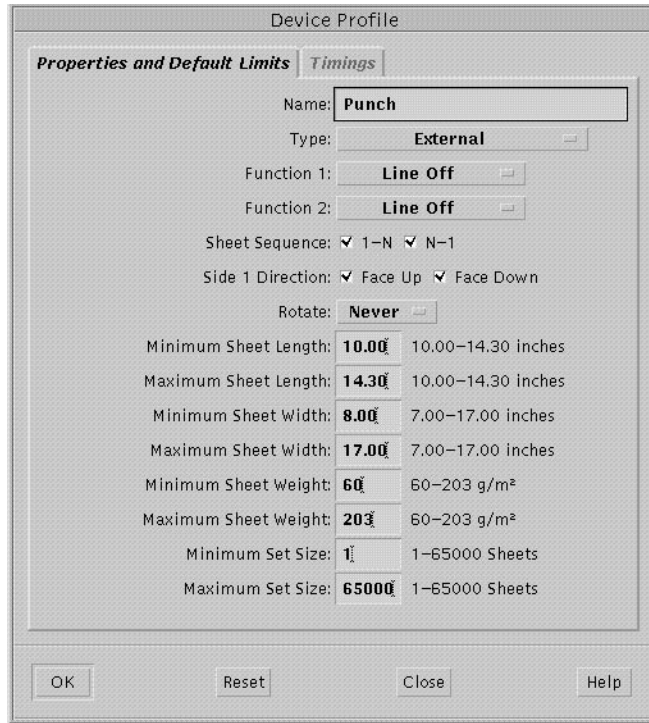 Device Profile
Properties and Default Limits Timings
Name: Punch
Type: External
Function 1: Line Off
Function 2: Line Off
Sheet Sequence: 1-N N-1
Side 1 Direction: Face Up Face Down
Rotate: Never
Minimum Sheet Length: 10.00 10.00-14.30 inches
Maximum Sheet Length: 14.30 10.00-14.30 inches
Minimum Sheet Width: 8.00 7.00-17.00 inches
Maximum Sheet Width: 17.00 7.00-17.00 inches
Minimum Sheet Weight: 60 60-203 g/m²
Maximum Sheet Weight: 203 60-203 g/m²
Minimum Set Size: 1 1-65000 Sheets
Maximum Set Size: 65000 1-65000 Sheets
OK Reset Close Help